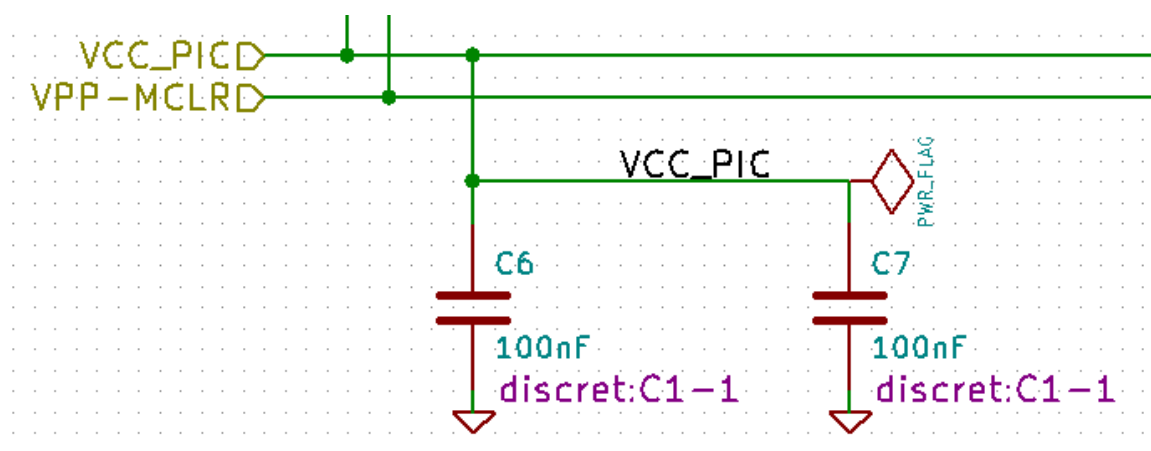 VCC_PIC
VPP-MCLR
VCC_PIC
PWR_FLAG
C6
C7
100nF
100nF
discret:C1-1
discret:C1-1